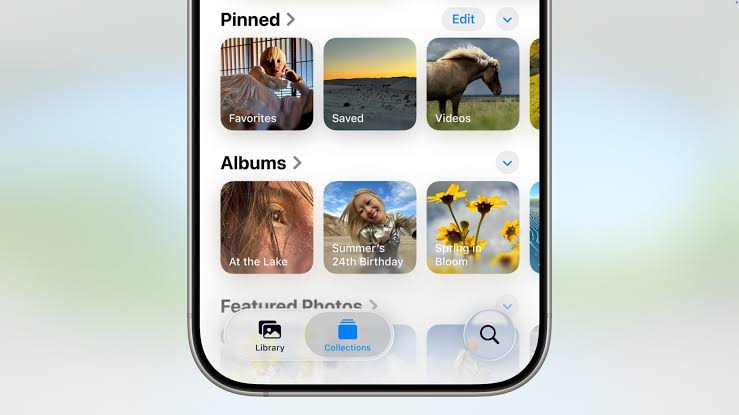 Pinned
Edit
Favorites
Saved
Videos
Albums
At the Lake
Summer's
24th Birthday
Spring in
Bloom
Featured Photos
Library
Collections